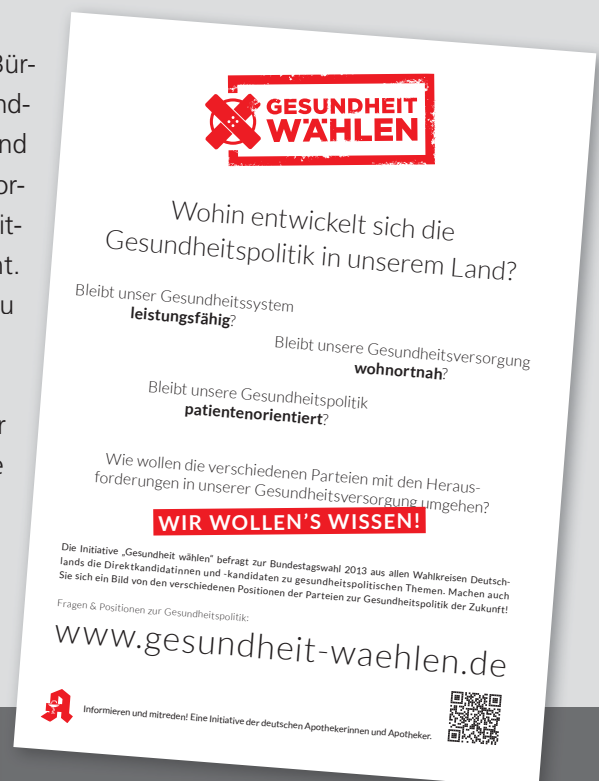 Bür-
nd-
nd
or-
it-
nt.
u
r
e
GESUNDHEIT
WÄHLEN
Wohin entwickelt sich die
Gesundheitspolitik in unserem Land?
Bleibt unser Gesundheitssystem
leistungsfähig?
Bleibt unsere Gesundheitsversorgung
wohnortnah?
Bleibt unsere Gesundheitspolitik
patientenorientiert?
Wie wollen die verschiedenen Parteien mit den Heraus-
forderungen in unserer Gesundheitsversorgung umgehen?
WIR WOLLEN'S WISSEN!
Die Initiative „Gesundheit wählen" befragt zur Bundestagswahl 2013 aus allen Wahlkreisen Deutsch-
lands die Direktkandidatinnen und -kandidaten zu gesundheitspolitischen Themen. Machen auch
Sie sich ein Bild von den verschiedenen Positionen der Parteien zur Gesundheitspolitik der Zukunft!
Fragen & Positionen zur Gesundheitspolitik:
www.gesundheit-waehlen.de
Informieren und mitreden! Eine Initiative der deutschen Apothekerinnen und Apotheker.